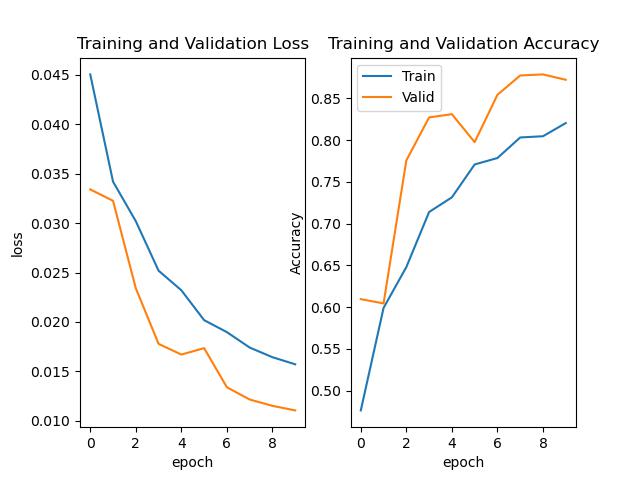 Training and Validation Loss
0.045
0.040
0.035
0.030
0.025
0.020
0.015
0.010
loss
0 2 4 6 8
epoch
Training and Validation Accuracy
Train
Valid
0.85
0.80
0.75
0.70
0.65
0.60
0.55
0.50
Accuracy
0 2 4 6 8
epoch